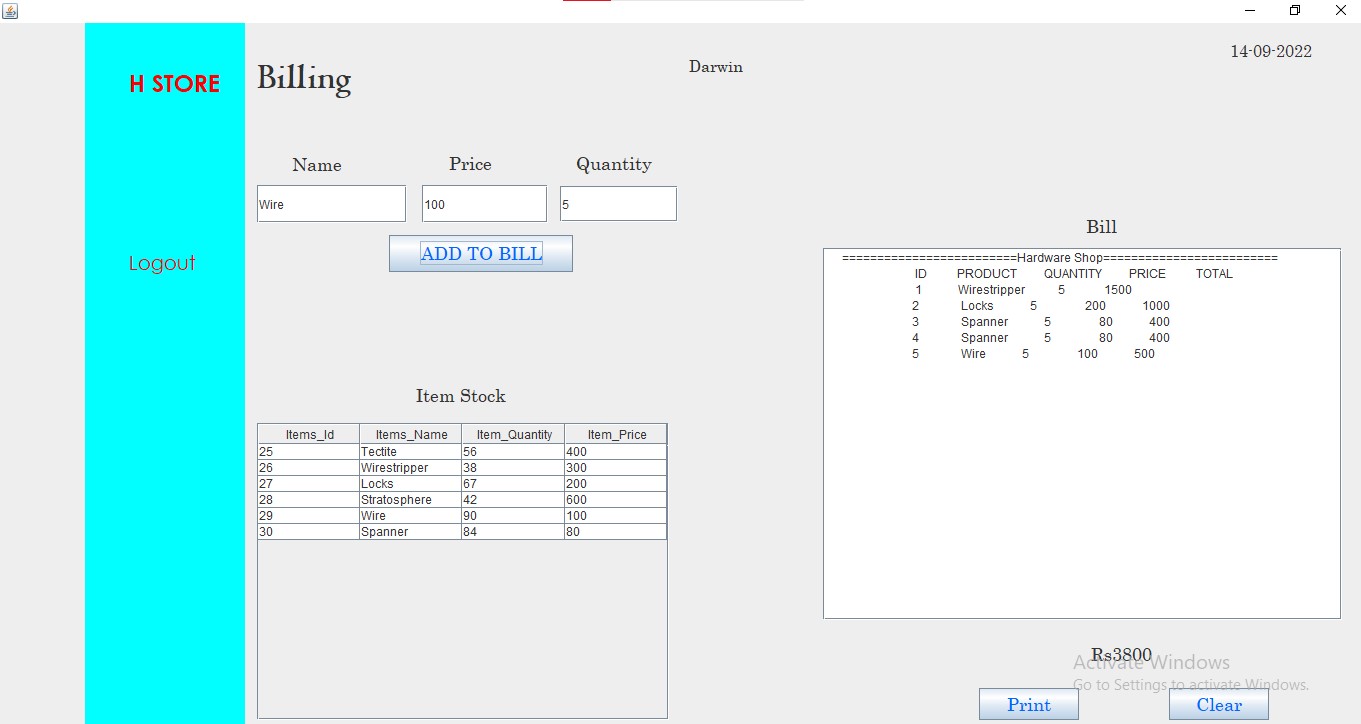 14-09-2022
H STORE
Billing
Darwin
Name Price Quantity
Wire 100 5
ADD TO BILL
Logout
Bill
=========================Hardware Shop=========================
ID PRODUCT QUANTITY PRICE TOTAL
1 Wirestripper 5 1500
2 Locks 5 200 1000
3 Spanner 5 80 400
4 Spanner 5 80 400
5 Wire 5 100 500
Item Stock
Items_Id Items_Name Item_Quantity Item_Price
25 Tectite 56 400
26 Wirestripper 38 300
27 Locks 67 200
28 Stratosphere 42 600
29 Wire 90 100
30 Spanner 84 80
Rs3800
Activate Windows
Go to Settings to activate Windows.
Print Clear